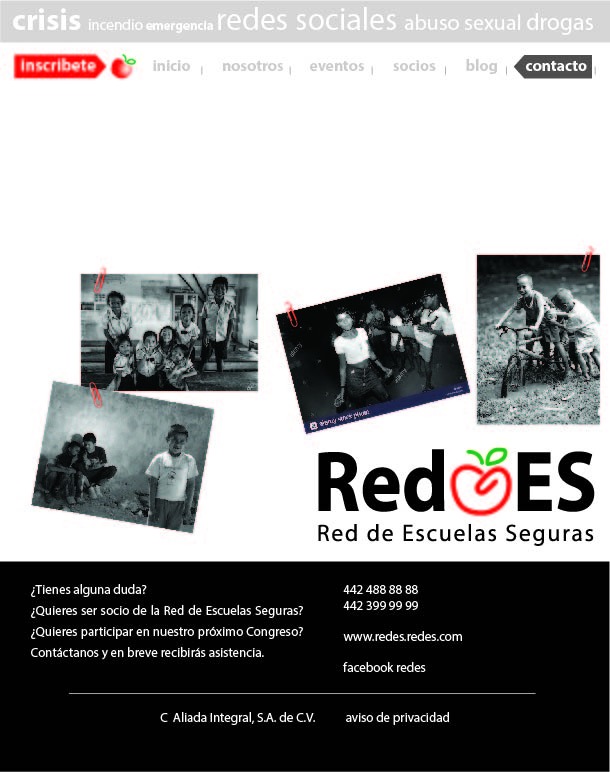 crisis incendio emergencia redes sociales abuso sexual drogas
inscríbete inicio nosotros eventos socios blog contacto
Red ES
Red de Escuelas Seguras
¿Tienes alguna duda?
¿Quieres ser socio de la Red de Escuelas Seguras?
¿Quieres participar en nuestro próximo Congreso?
Contáctanos y en breve recibirás asistencia.
442 488 88 88
442 399 99 99
www.redes.redes.com
facebook redes
C Aliada Integral, S.A. de C.V. aviso de privacidad